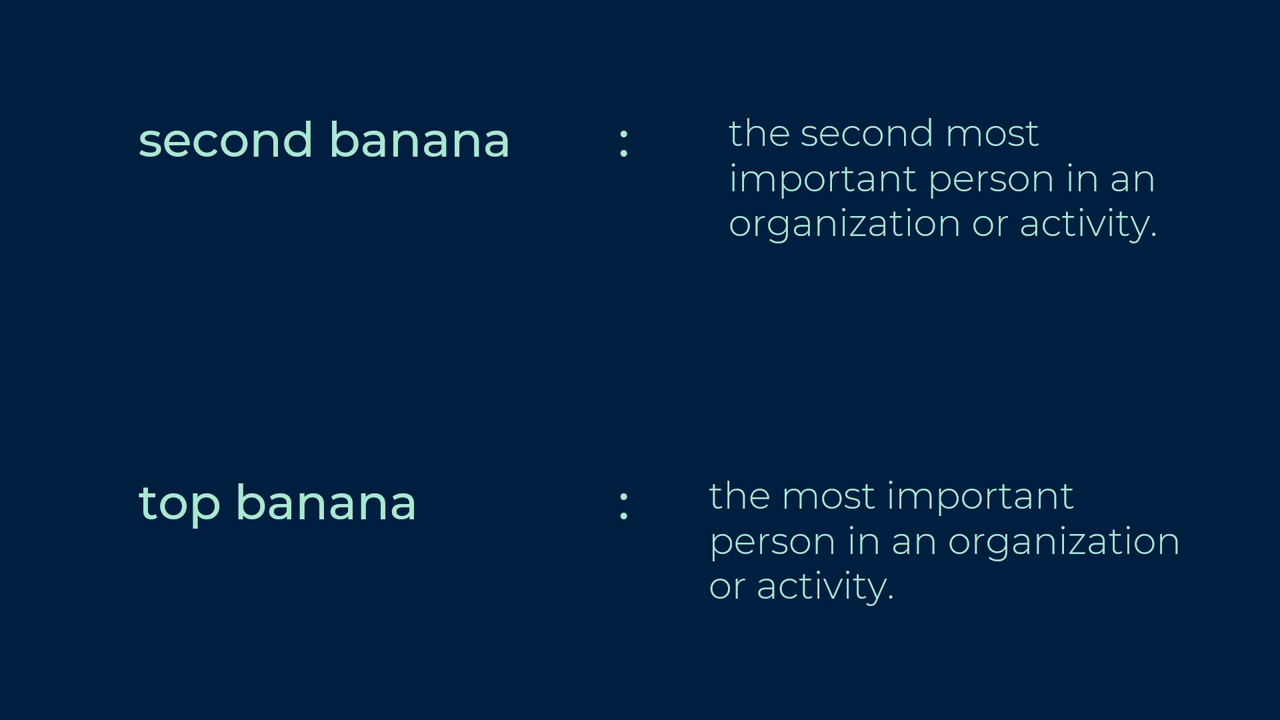 second banana : the second most
important person in an
organization or activity.
top banana : the most important
person in an organization
or activity.